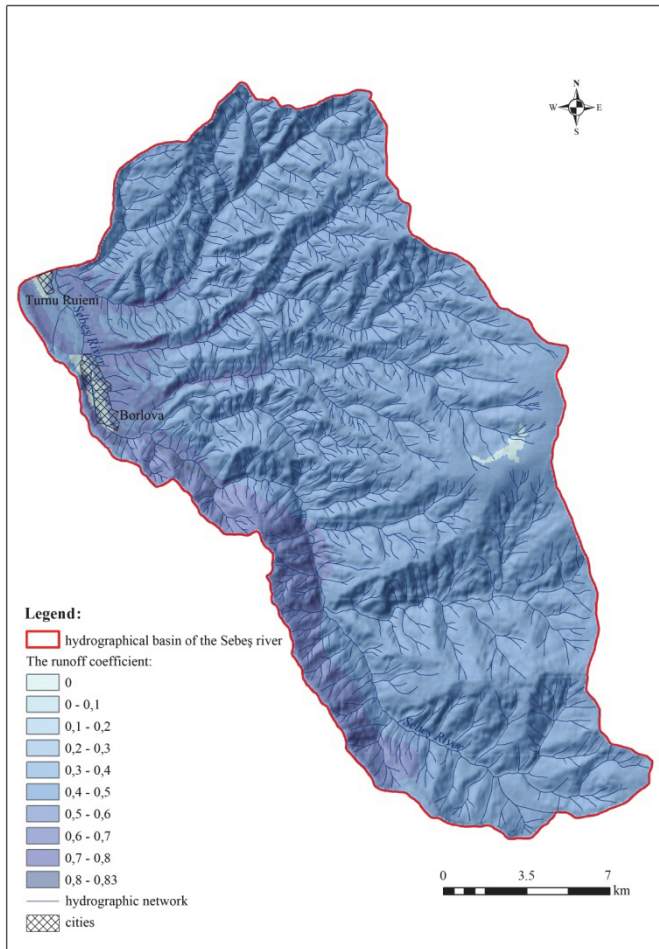 N
W E
S
Turnu Ruieni
Sebeş River
Borlova
Sebeş River
Legend:
hydrographical basin of the Sebeş river
The runoff coefficient:
0
0 - 0,1
0,1 - 0,2
0,2 - 0,3
0,3 - 0,4
0,4 - 0,5
0,5 - 0,6
0,6 - 0,7
0,7 - 0,8
0,8 - 0,83
hydrographic network
cities
0 3.5 7
km